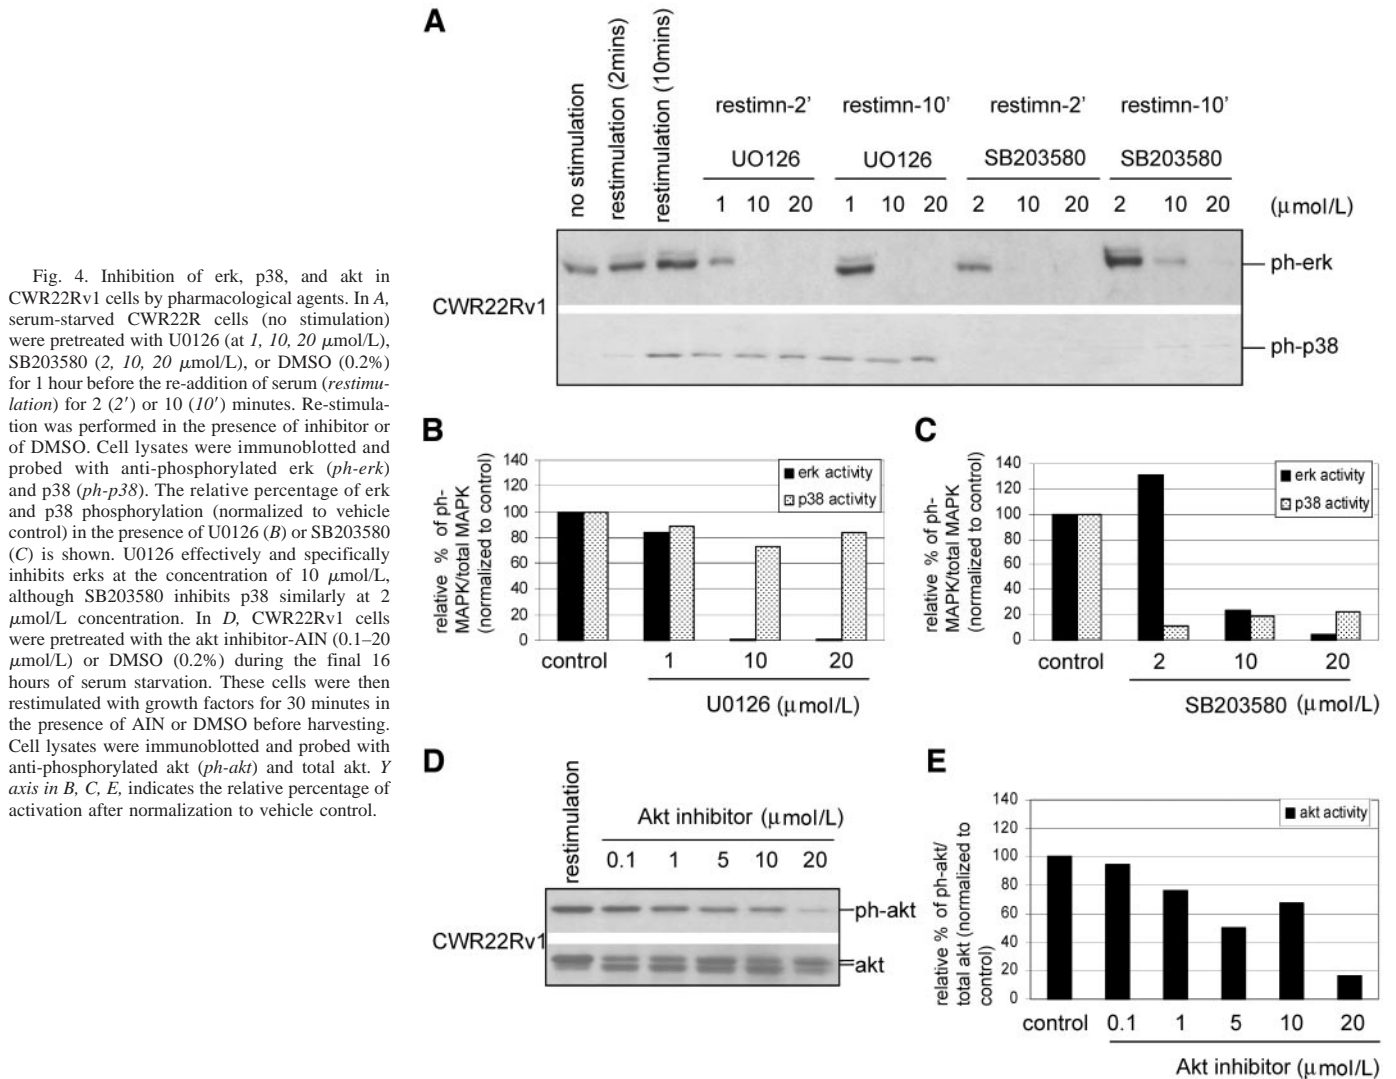 Fig. 4. Inhibition of erk, p38, and akt in
CWR22Rv1 cells by pharmacological agents. In A,
serum-starved CWR22R cells (no stimulation)
were pretreated with U0126 (at 1, 10, 20 μmol/L),
SB203580 (2, 10, 20 μmol/L), or DMSO (0.2%)
for 1 hour before the re-addition of serum (restimu-
lation) for 2 (2′) or 10 (10′) minutes. Re-stimula-
tion was performed in the presence of inhibitor or
of DMSO. Cell lysates were immunoblotted and
probed with anti-phosphorylated erk (ph-erk)
and p38 (ph-p38). The relative percentage of erk
and p38 phosphorylation (normalized to vehicle
control) in the presence of U0126 (B) or SB203580
(C) is shown. U0126 effectively and specifically
inhibits erks at the concentration of 10 μmol/L,
although SB203580 inhibits p38 similarly at 2
μmol/L concentration. In D, CWR22Rv1 cells
were pretreated with the akt inhibitor-AIN (0.1–20
μmol/L) or DMSO (0.2%) during the final 16
hours of serum starvation. These cells were then
restimulated with growth factors for 30 minutes in
the presence of AIN or DMSO before harvesting.
Cell lysates were immunoblotted and probed with
anti-phosphorylated akt (ph-akt) and total akt. Y
axis in B, C, E, indicates the relative percentage of
activation after normalization to vehicle control.
A
no stimulation
restimulation (2mins)
restimulation (10mins)
restimn-2' restimn-10' restimn-2' restimn-10'
UO126 UO126 SB203580 SB203580
1 10 20 1 10 20 2 10 20 2 10 20 (μmol/L)
ph-erk
CWR22Rv1
ph-p38
B
relative % of ph-
MAPK/total MAPK
(normalized to control)
140
120
100
80
60
40
20
0
erk activity
p38 activity
control 1 10 20
U0126 (μmol/L)
C
relative % of ph-
MAPK/total MAPK
(normalized to control)
140
120
100
80
60
40
20
0
erk activity
p38 activity
control 2 10 20
SB203580 (μmol/L)
D
restimulation
Akt inhibitor (μmol/L)
0.1 1 5 10 20
ph-akt
CWR22Rv1
akt
E
relative % of ph-akt/
total akt (normalized to
control)
140
120
100
80
60
40
20
0
akt activity
control 0.1 1 5 10 20
Akt inhibitor (μmol/L)